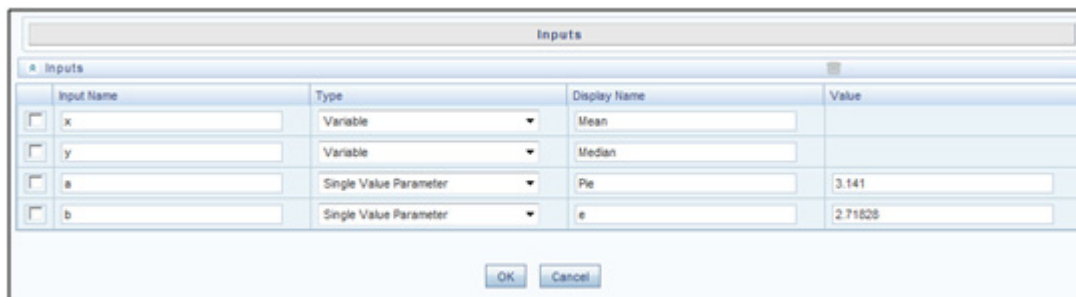 Inputs
Inputs
Input Name Type Display Name Value
x Variable Mean
y Variable Median
a Single Value Parameter Pie 3.141
b Single Value Parameter e 2.71828
OK Cancel